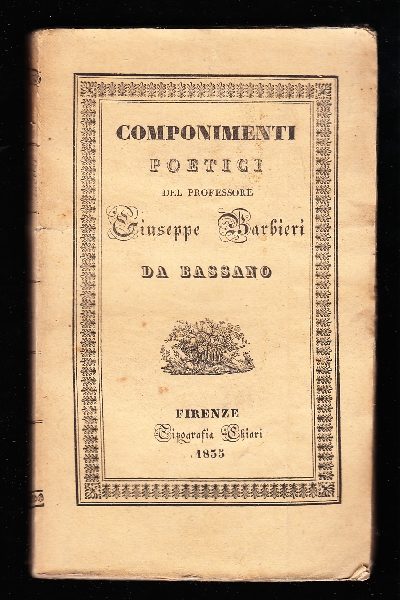 COMPONIMENTI
POETICI
DEL PROFESSORE
Giuseppe Barbieri
DA BASSANO
FIRENZE
Tipografia Chiari
1835